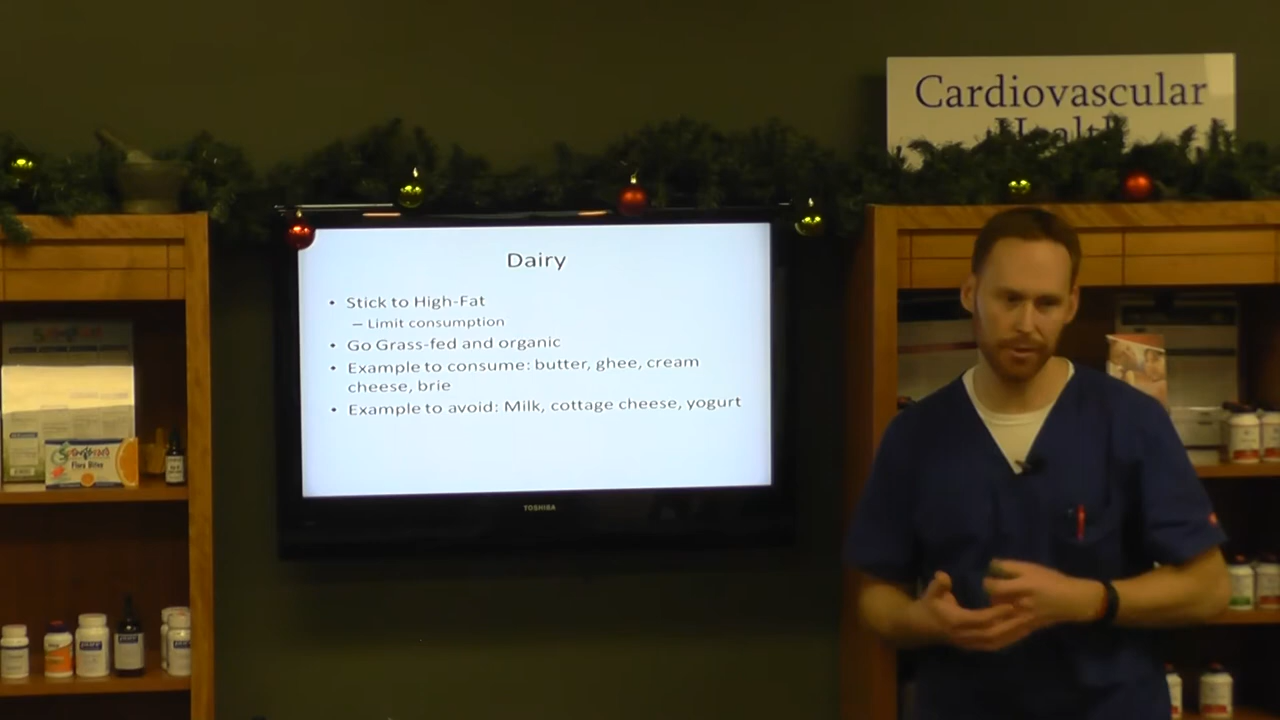 Cardiovascular
Health
Dairy
• Stick to High-Fat
– Limit consumption
• Go Grass-fed and organic
• Example to consume: butter, ghee, cream
cheese, brie
• Example to avoid: Milk, cottage cheese, yogurt
TOSHIBA